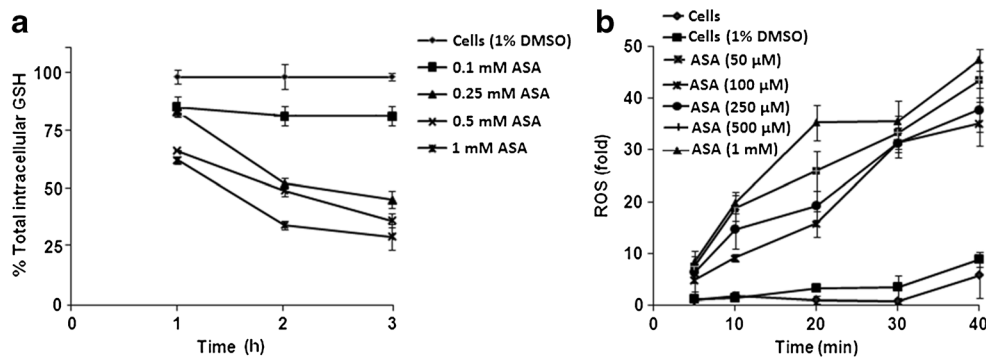 a
% Total intracellular GSH
100
75
50
25
0
0
1
2
3
Time (h)
Cells (1% DMSO)
0.1 mM ASA
0.25 mM ASA
0.5 mM ASA
1 mM ASA
b
ROS (fold)
50
40
30
20
10
0
0
10
20
30
40
Time (min)
Cells
Cells (1% DMSO)
ASA (50 µM)
ASA (100 µM)
ASA (250 µM)
ASA (500 µM)
ASA (1 mM)